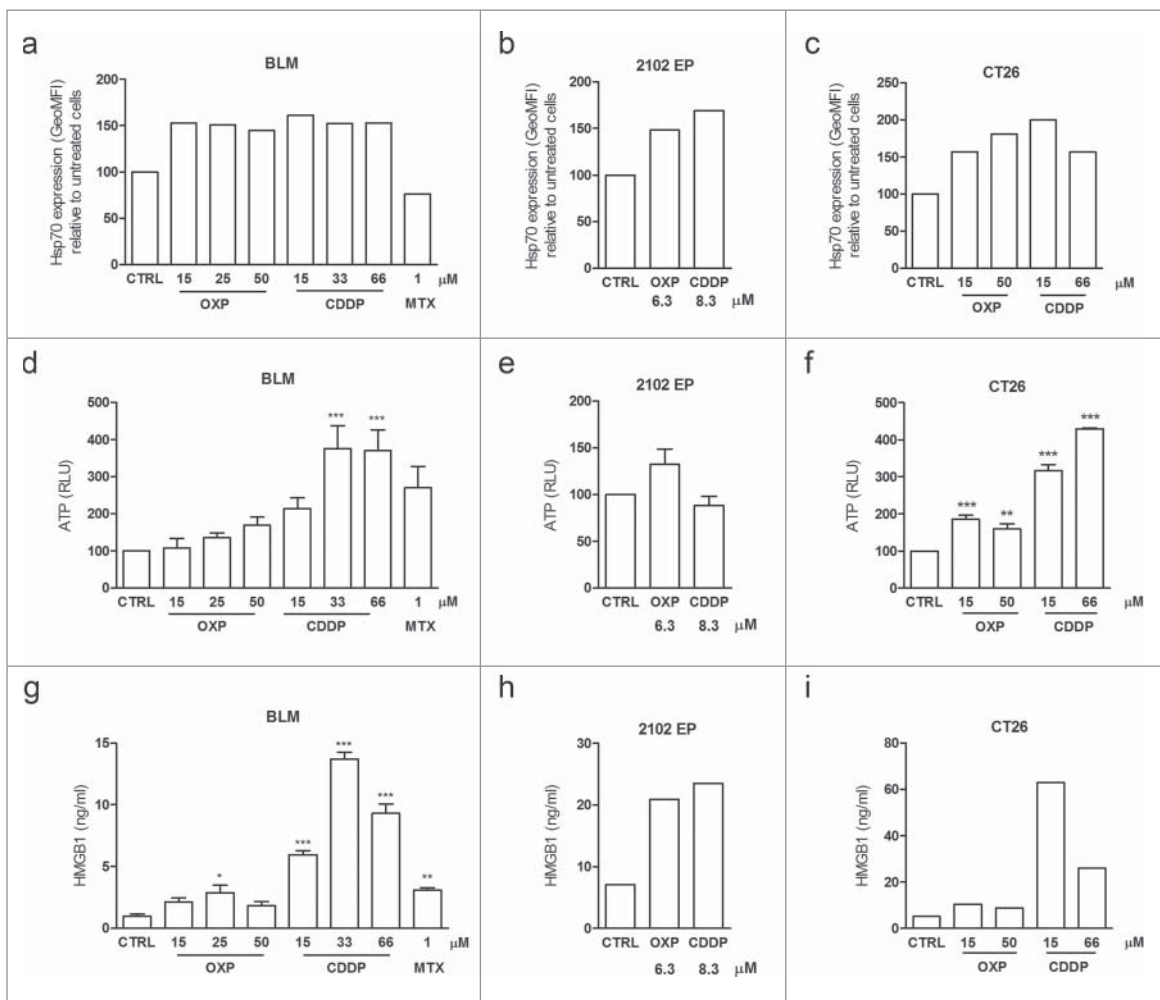 a
BLM
Hsp70 expression (GeoMFI)
relative to untreated cells
200
150
100
50
0
CTRL 15 25 50 15 33 66 1 μM
OXP CDDP MTX
b
2102 EP
Hsp70 expression (GeoMFI)
relative to untreated cells
200
150
100
50
0
CTRL OXP CDDP
6.3 8.3 μM
c
CT26
Hsp70 expression (GeoMFI)
relative to untreated cells
250
200
150
100
50
0
CTRL 15 50 15 66 μM
OXP CDDP
d
BLM
ATP (RLU)
500
400
300
200
100
0
*** ***
CTRL 15 25 50 15 33 66 1 μM
OXP CDDP MTX
e
2102 EP
ATP (RLU)
200
150
100
50
0
CTRL OXP CDDP
6.3 8.3 μM
f
CT26
ATP (RLU)
500
400
300
200
100
0
*** ** *** ***
CTRL 15 50 15 66 μM
OXP CDDP
g
BLM
HMGB1 (ng/ml)
15
10
5
0
* *** *** *** **
CTRL 15 25 50 15 33 66 1 μM
OXP CDDP MTX
h
2102 EP
HMGB1 (ng/ml)
30
20
10
0
CTRL OXP CDDP
6.3 8.3 μM
i
CT26
HMGB1 (ng/ml)
80
60
40
20
0
CTRL 15 50 15 66 μM
OXP CDDP